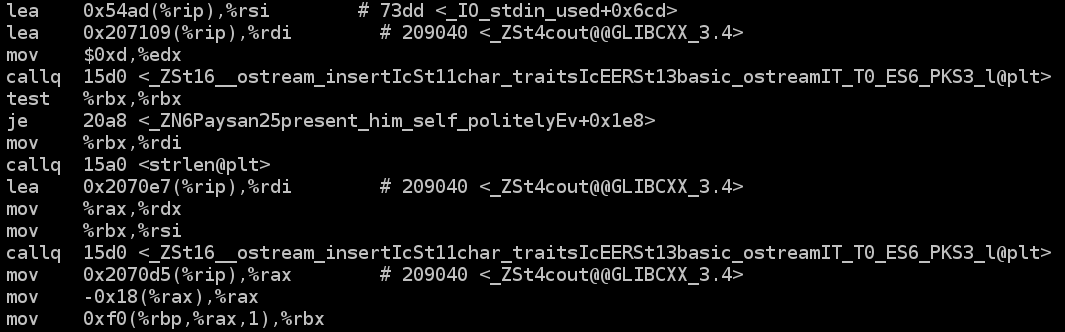 lea    0x54ad(%rip),%rsi        # 73dd <_IO_stdin_used+0x6cd>
lea    0x207109(%rip),%rdi        # 209040 <_ZSt4cout@@GLIBCXX_3.4>
mov    $0xd,%edx
callq  15d0 <_ZSt16__ostream_insertIcSt11char_traitsIcEERSt13basic_ostreamIT_T0_ES6_PKS3_l@plt>
test   %rbx,%rbx
je     20a8 <_ZN6Paysan25present_him_self_politelyEv+0x1e8>
mov    %rbx,%rdi
callq  15a0 <strlen@plt>
lea    0x2070e7(%rip),%rdi        # 209040 <_ZSt4cout@@GLIBCXX_3.4>
mov    %rax,%rdx
mov    %rbx,%rsi
callq  15d0 <_ZSt16__ostream_insertIcSt11char_traitsIcEERSt13basic_ostreamIT_T0_ES6_PKS3_l@plt>
mov    0x2070d5(%rip),%rax        # 209040 <_ZSt4cout@@GLIBCXX_3.4>
mov    -0x18(%rax),%rax
mov    0xf0(%rbp,%rax,1),%rbx